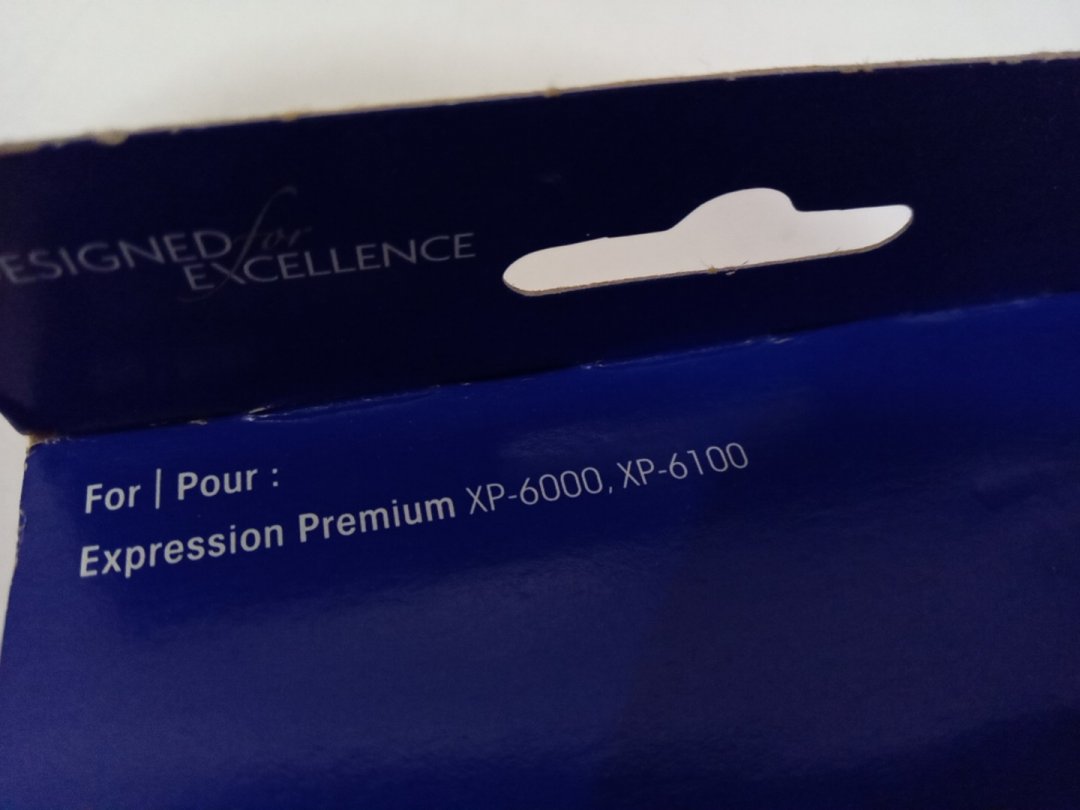 ESIGNED for
EXCELLENCE
For | Pour :
Expression Premium XP-6000, XP-6100